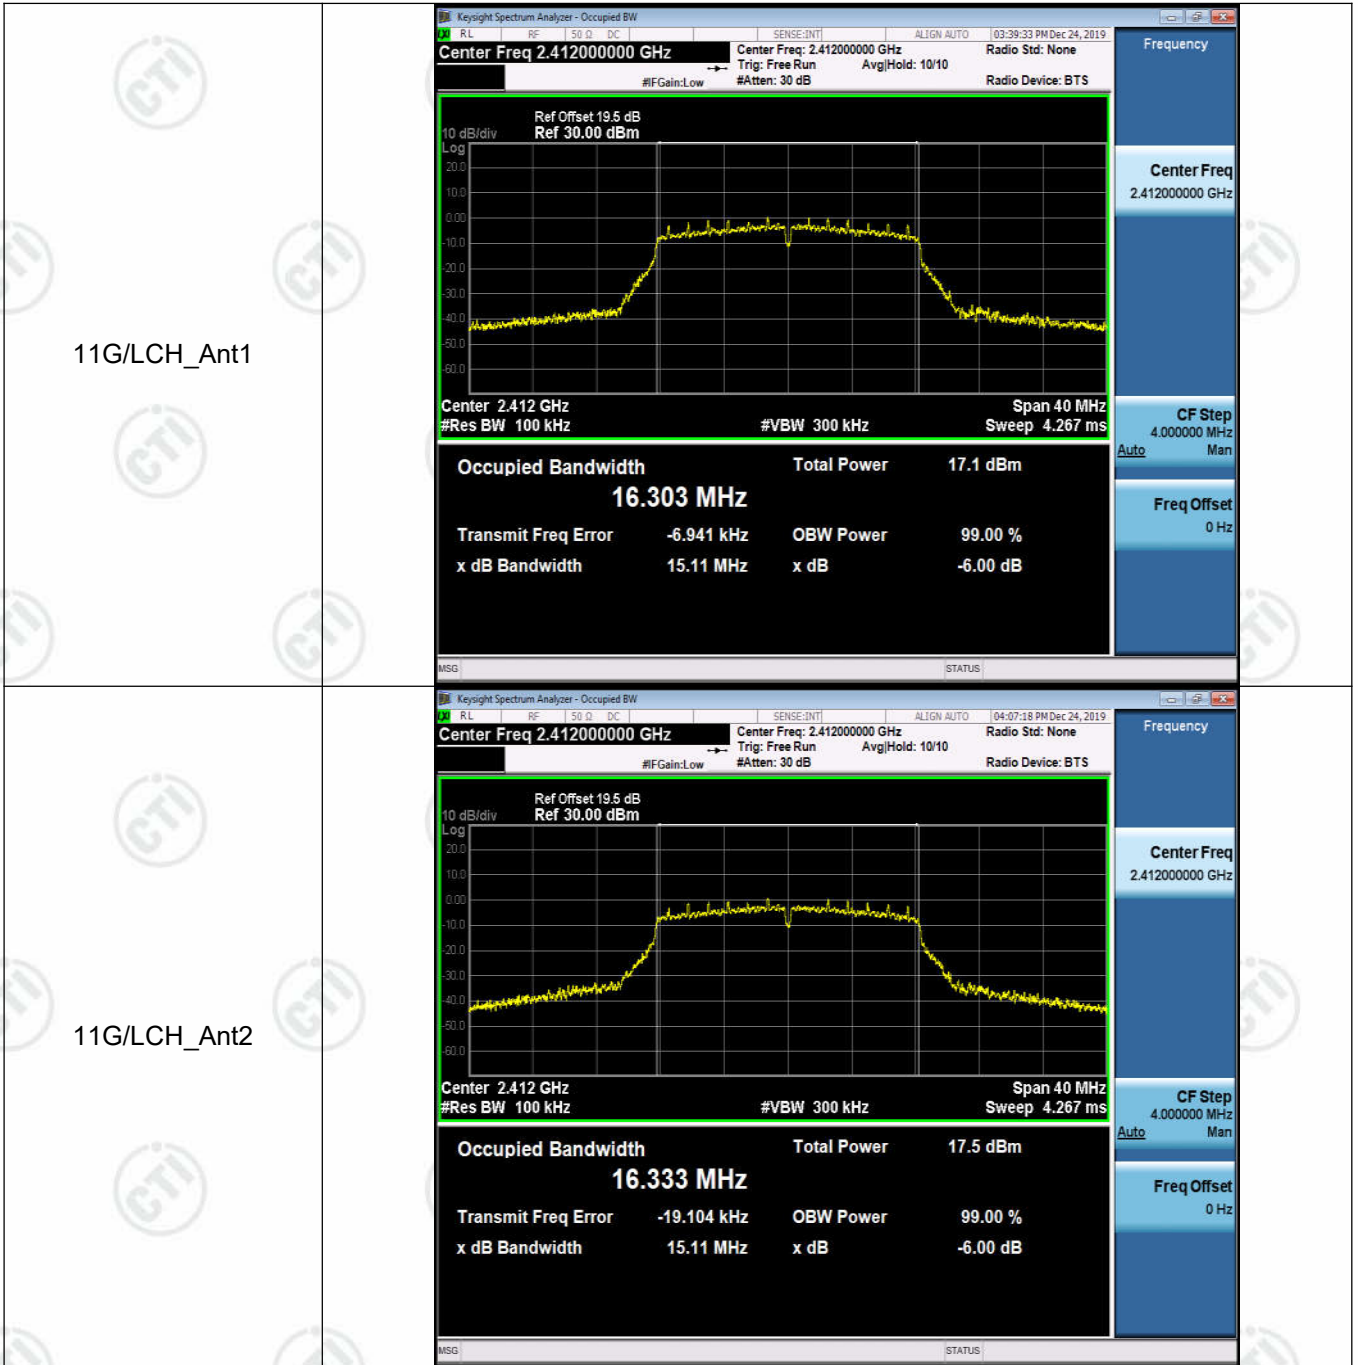 11G/LCH_Ant1
Keysight Spectrum Analyzer - Occupied BW
RL RF 50 Ω DC SENSE:INT ALIGN AUTO 03:39:33 PM Dec 24, 2019
Center Freq 2.412000000 GHz
Center Freq: 2.412000000 GHz
Radio Std: None
Trig: Free Run Avg|Hold: 10/10
#IFGain:Low
#Atten: 30 dB
Radio Device: BTS
Ref Offset 19.5 dB
10 dB/div Ref 30.00 dBm
Log
20.0
10.0
0.00
-10.0
-20.0
-30.0
-40.0
-50.0
-60.0
Center 2.412 GHz Span 40 MHz
#Res BW 100 kHz #VBW 300 kHz Sweep 4.267 ms
Occupied Bandwidth Total Power 17.1 dBm
16.303 MHz
Transmit Freq Error -6.941 kHz OBW Power 99.00 %
x dB Bandwidth 15.11 MHz x dB -6.00 dB
MSG STATUS
Frequency
Center Freq
2.412000000 GHz
CF Step
4.000000 MHz
Auto Man
Freq Offset
0 Hz
11G/LCH_Ant2
Keysight Spectrum Analyzer - Occupied BW
RL RF 50 Ω DC SENSE:INT ALIGN AUTO 04:07:18 PM Dec 24, 2019
Center Freq 2.412000000 GHz
Center Freq: 2.412000000 GHz
Radio Std: None
Trig: Free Run Avg|Hold: 10/10
#IFGain:Low
#Atten: 30 dB
Radio Device: BTS
Ref Offset 19.5 dB
10 dB/div Ref 30.00 dBm
Log
20.0
10.0
0.00
-10.0
-20.0
-30.0
-40.0
-50.0
-60.0
Center 2.412 GHz Span 40 MHz
#Res BW 100 kHz #VBW 300 kHz Sweep 4.267 ms
Occupied Bandwidth Total Power 17.5 dBm
16.333 MHz
Transmit Freq Error -19.104 kHz OBW Power 99.00 %
x dB Bandwidth 15.11 MHz x dB -6.00 dB
MSG STATUS
Frequency
Center Freq
2.412000000 GHz
CF Step
4.000000 MHz
Auto Man
Freq Offset
0 Hz
CTI
CTI
CTI
CTI
CTI
CTI
CTI
CTI